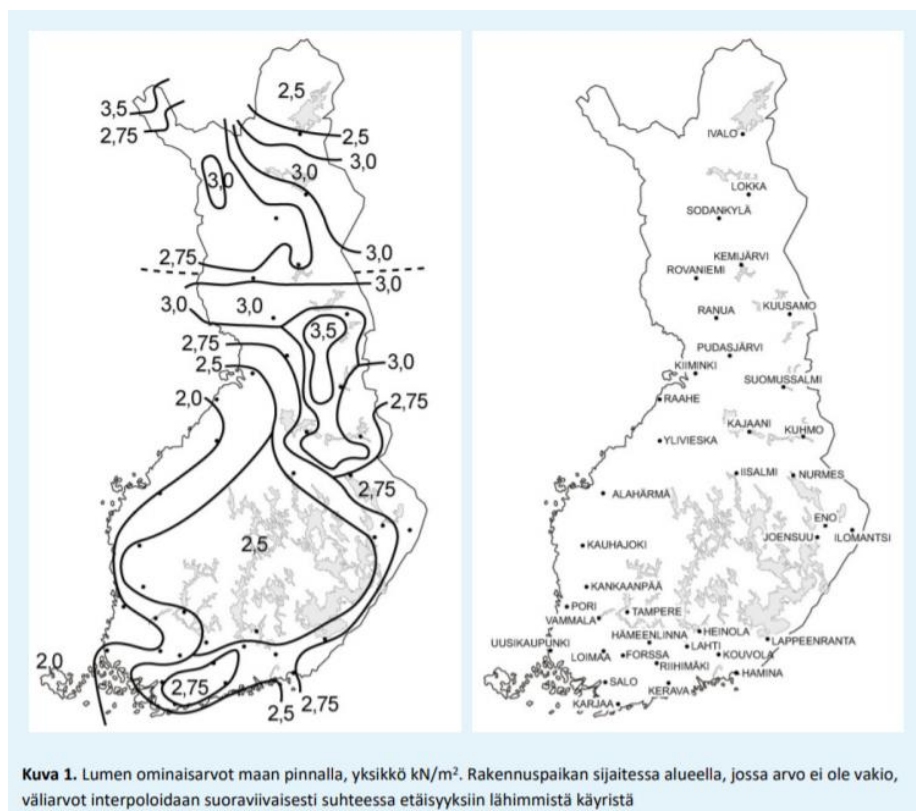 2,5
3,5
2,75
2,5
3,0
3,0
3,0
2,75
3,0
3,0
3,0
3,0
3,5
2,75
2,5
3,0
2,0
2,75
2,75
2,5
2,0
2,75
2,5
2,75
IVALO
LOKKA
SODANKYLÄ
KEMIJÄRVI
ROVANIEMI
RANUA
KUUSAMO
PUDASJÄRVI
KIIMINKI
SUOMUSSALMI
RAAHE
KAJAANI
KUHMO
YLIVIESKA
IISALMI
NURMES
ALAHÄRMÄ
ENO
JOENSUU
ILOMANTSI
KAUHAJOKI
KANKAANPÄÄ
PORI
TAMPERE
VAMMALA
HÄMEENLINNA
HEINOLA
LAPPEENRANTA
UUSIKAUPUNKI
LAHTI
LOIMAA
FORSSA
KOUVOLA
RIIHIMÄKI
HAMINA
SALO
KERAVA
KARJAA
Kuva 1. Lumen ominaisarvot maan pinnalla, yksikkö kN/m². Rakennuspaikan sijaitessa alueella, jossa arvo ei ole vakio,
väliarvot interpoloidaan suoraviivaisesti suhteessa etäisyyksiin lähimmistä käyristä